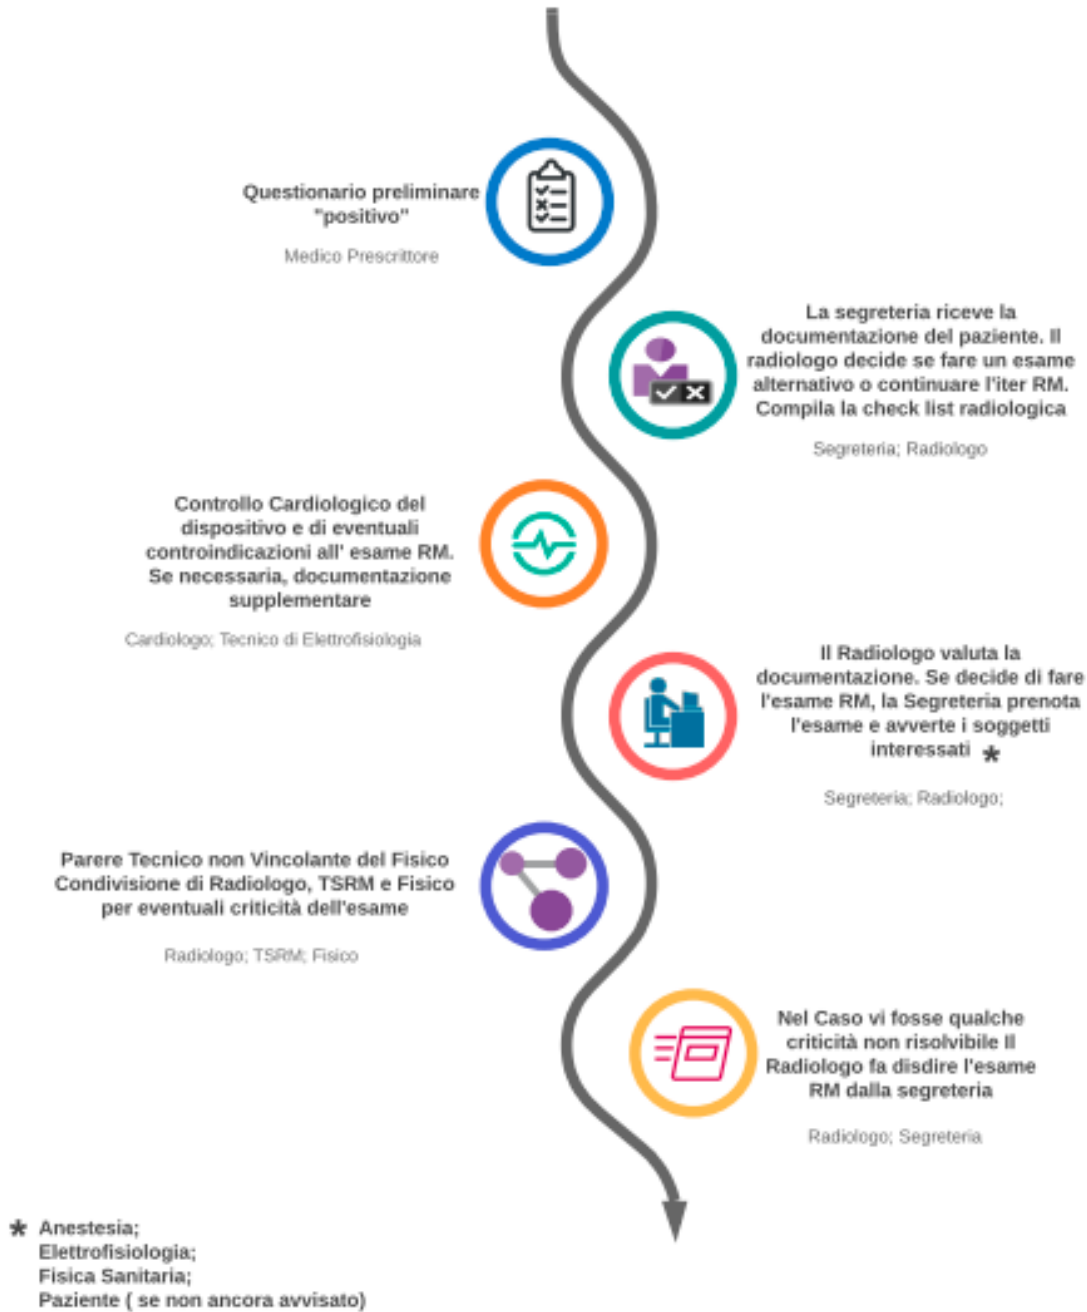 Questionario preliminare
"positivo"
Medico Prescrittore
La segreteria riceve la
documentazione del paziente. Il
radiologo decide se fare un esame
alternativo o continuare l'iter RM.
Compila la check list radiologica
Segreteria; Radiologo
Controllo Cardiologico del
dispositivo e di eventuali
controindicazioni all' esame RM.
Se necessaria, documentazione
supplementare
Cardiologo; Tecnico di Elettrofisiologia
Il Radiologo valuta la
documentazione. Se decide di fare
l'esame RM, la Segreteria prenota
l'esame e avverte i soggetti
interessati *
Segreteria; Radiologo;
Parere Tecnico non Vincolante del Fisico
Condivisione di Radiologo, TSRM e Fisico
per eventuali criticità dell'esame
Radiologo; TSRM; Fisico
Nel Caso vi fosse qualche
criticità non risolvibile Il
Radiologo fa disdire l'esame
RM dalla segreteria
Radiologo; Segreteria
* Anestesia;
Elettrofisiologia;
Fisica Sanitaria;
Paziente ( se non ancora avvisato)